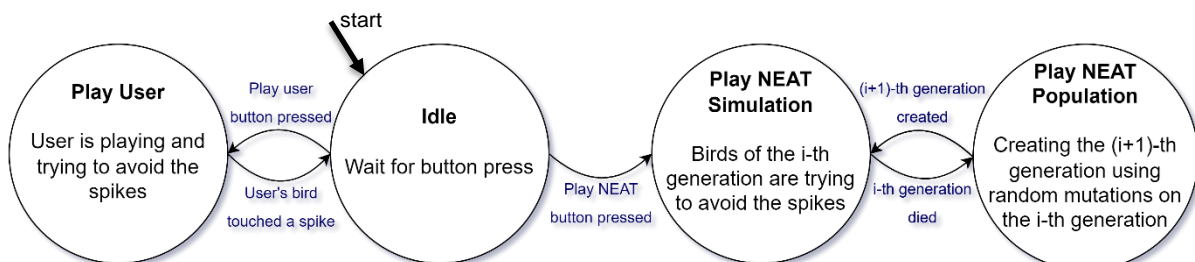 start
Play User
User is playing and
trying to avoid the
spikes
Play user
button pressed
User's bird
touched a spike
Idle
Wait for button press
Play NEAT
button pressed
Play NEAT
Simulation
Birds of the i-th
generation are trying
to avoid the spikes
(i+1)-th generation
created
i-th generation
died
Play NEAT
Population
Creating the (i+1)-th
generation using
random mutations on
the i-th generation